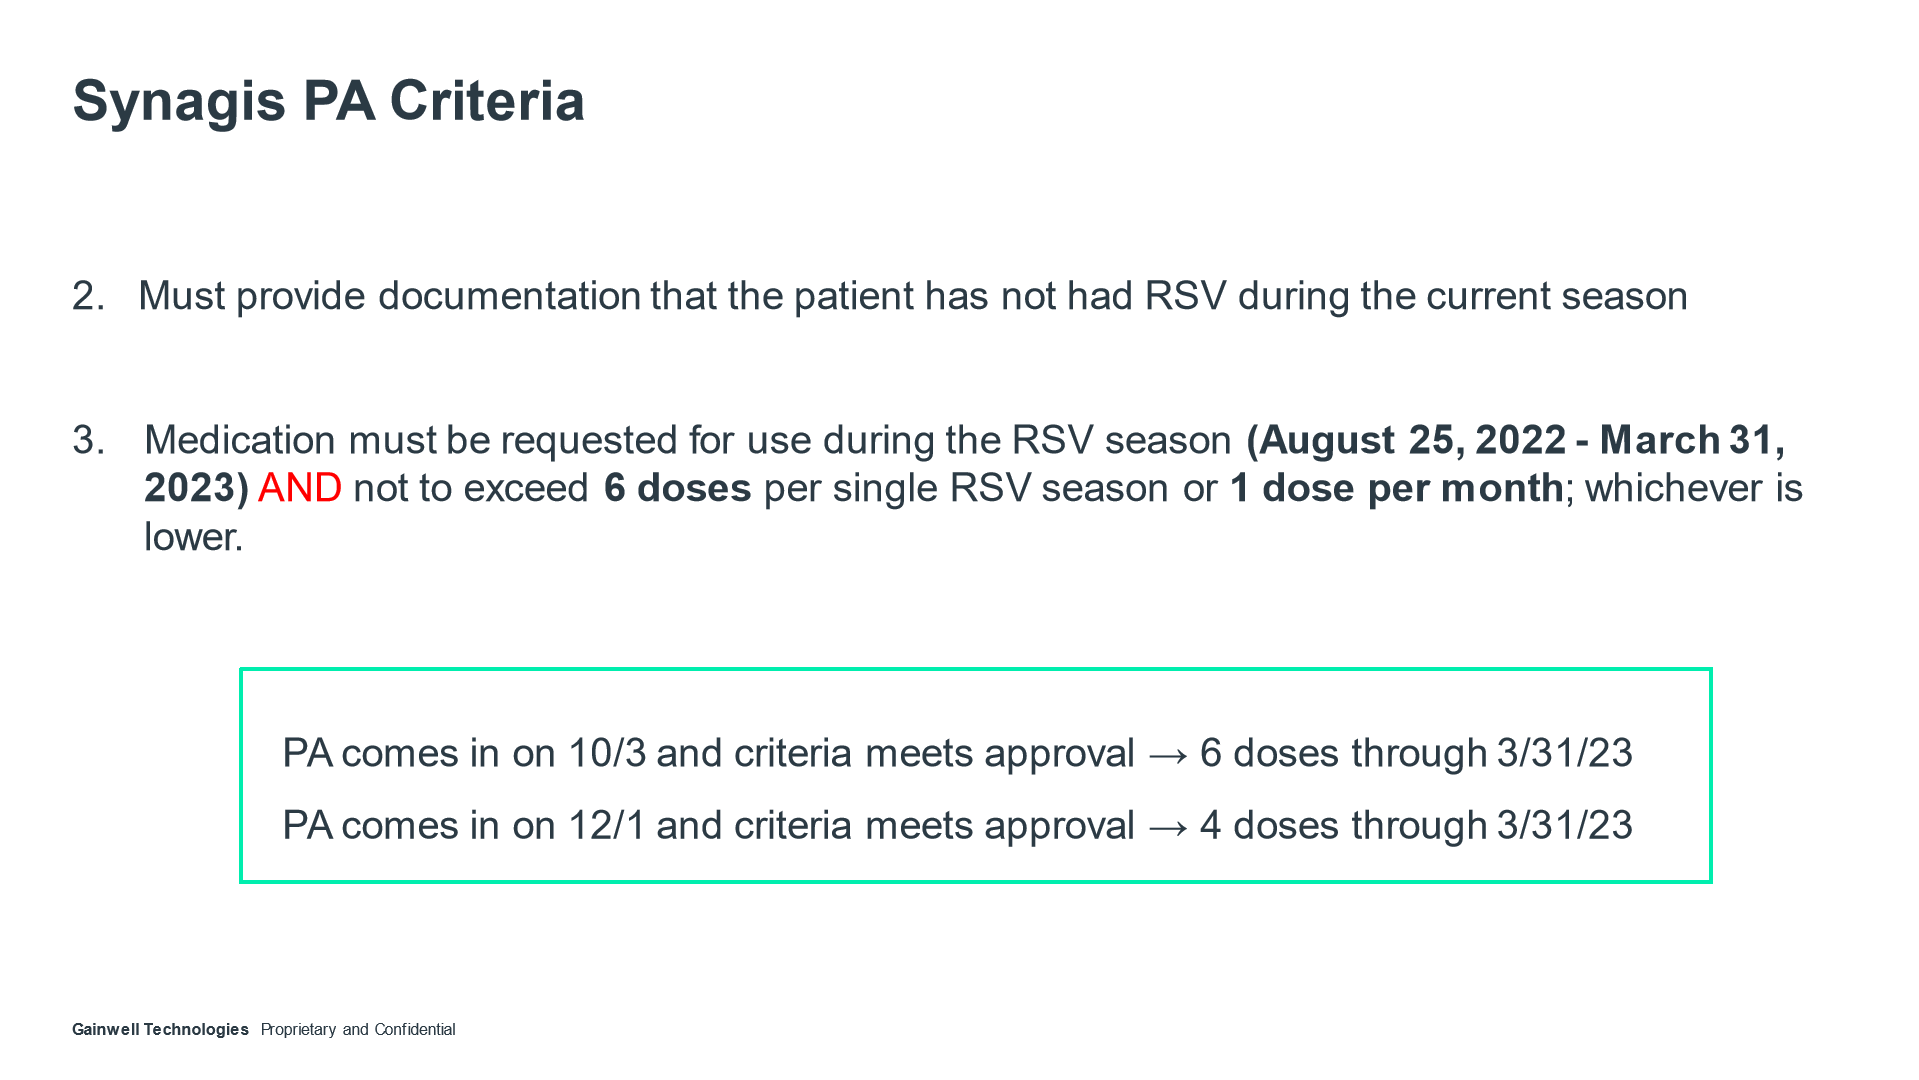 Synagis PA Criteria
2. Must provide documentation that the patient has not had RSV during the current season
3. Medication must be requested for use during the RSV season (August 25, 2022 - March 31,
2023) AND not to exceed 6 doses per single RSV season or 1 dose per month; whichever is
lower.
PA comes in on 10/3 and criteria meets approval → 6 doses through 3/31/23
PA comes in on 12/1 and criteria meets approval → 4 doses through 3/31/23
Gainwell Technologies Proprietary and Confidential